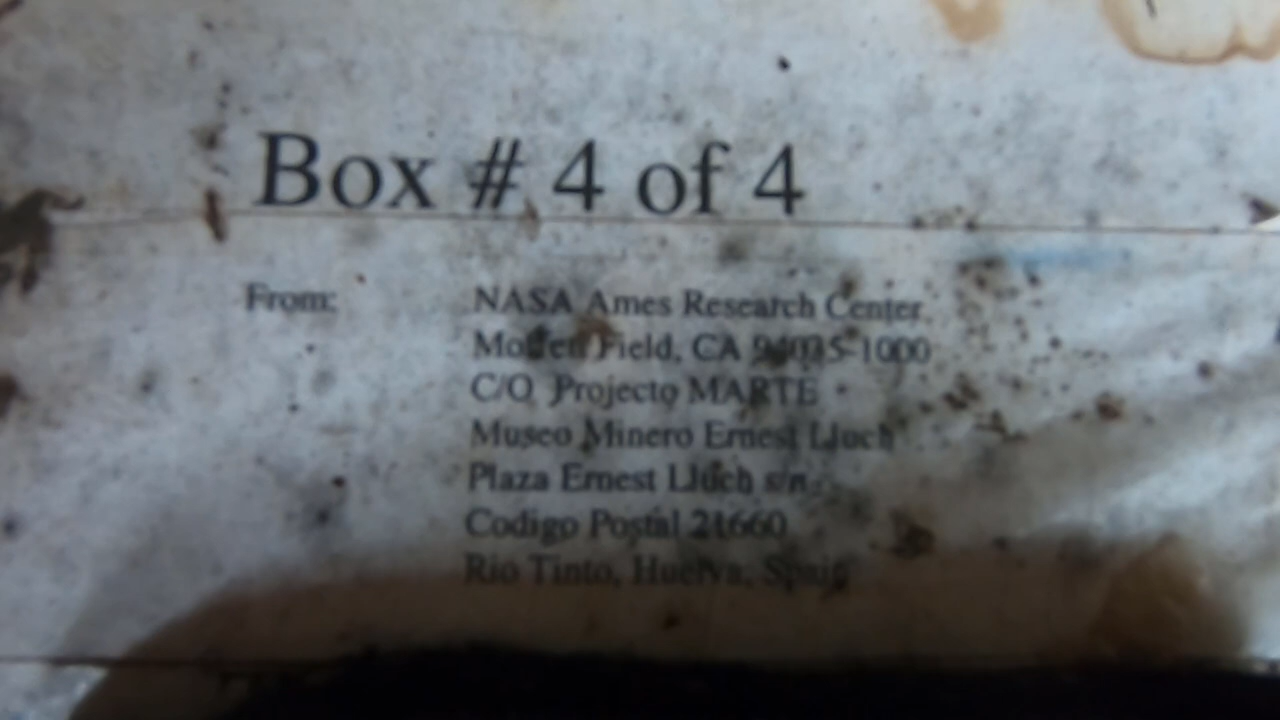 Box # 4 of 4
From: NASA Ames Research Center
Moffett Field, CA 94035-1000
C/O Projecto MARTE
Museo Minero Ernest Lluch
Plaza Ernest Lluch s/n
Codigo Postal 21660
Rio Tinto, Huelva, Spain